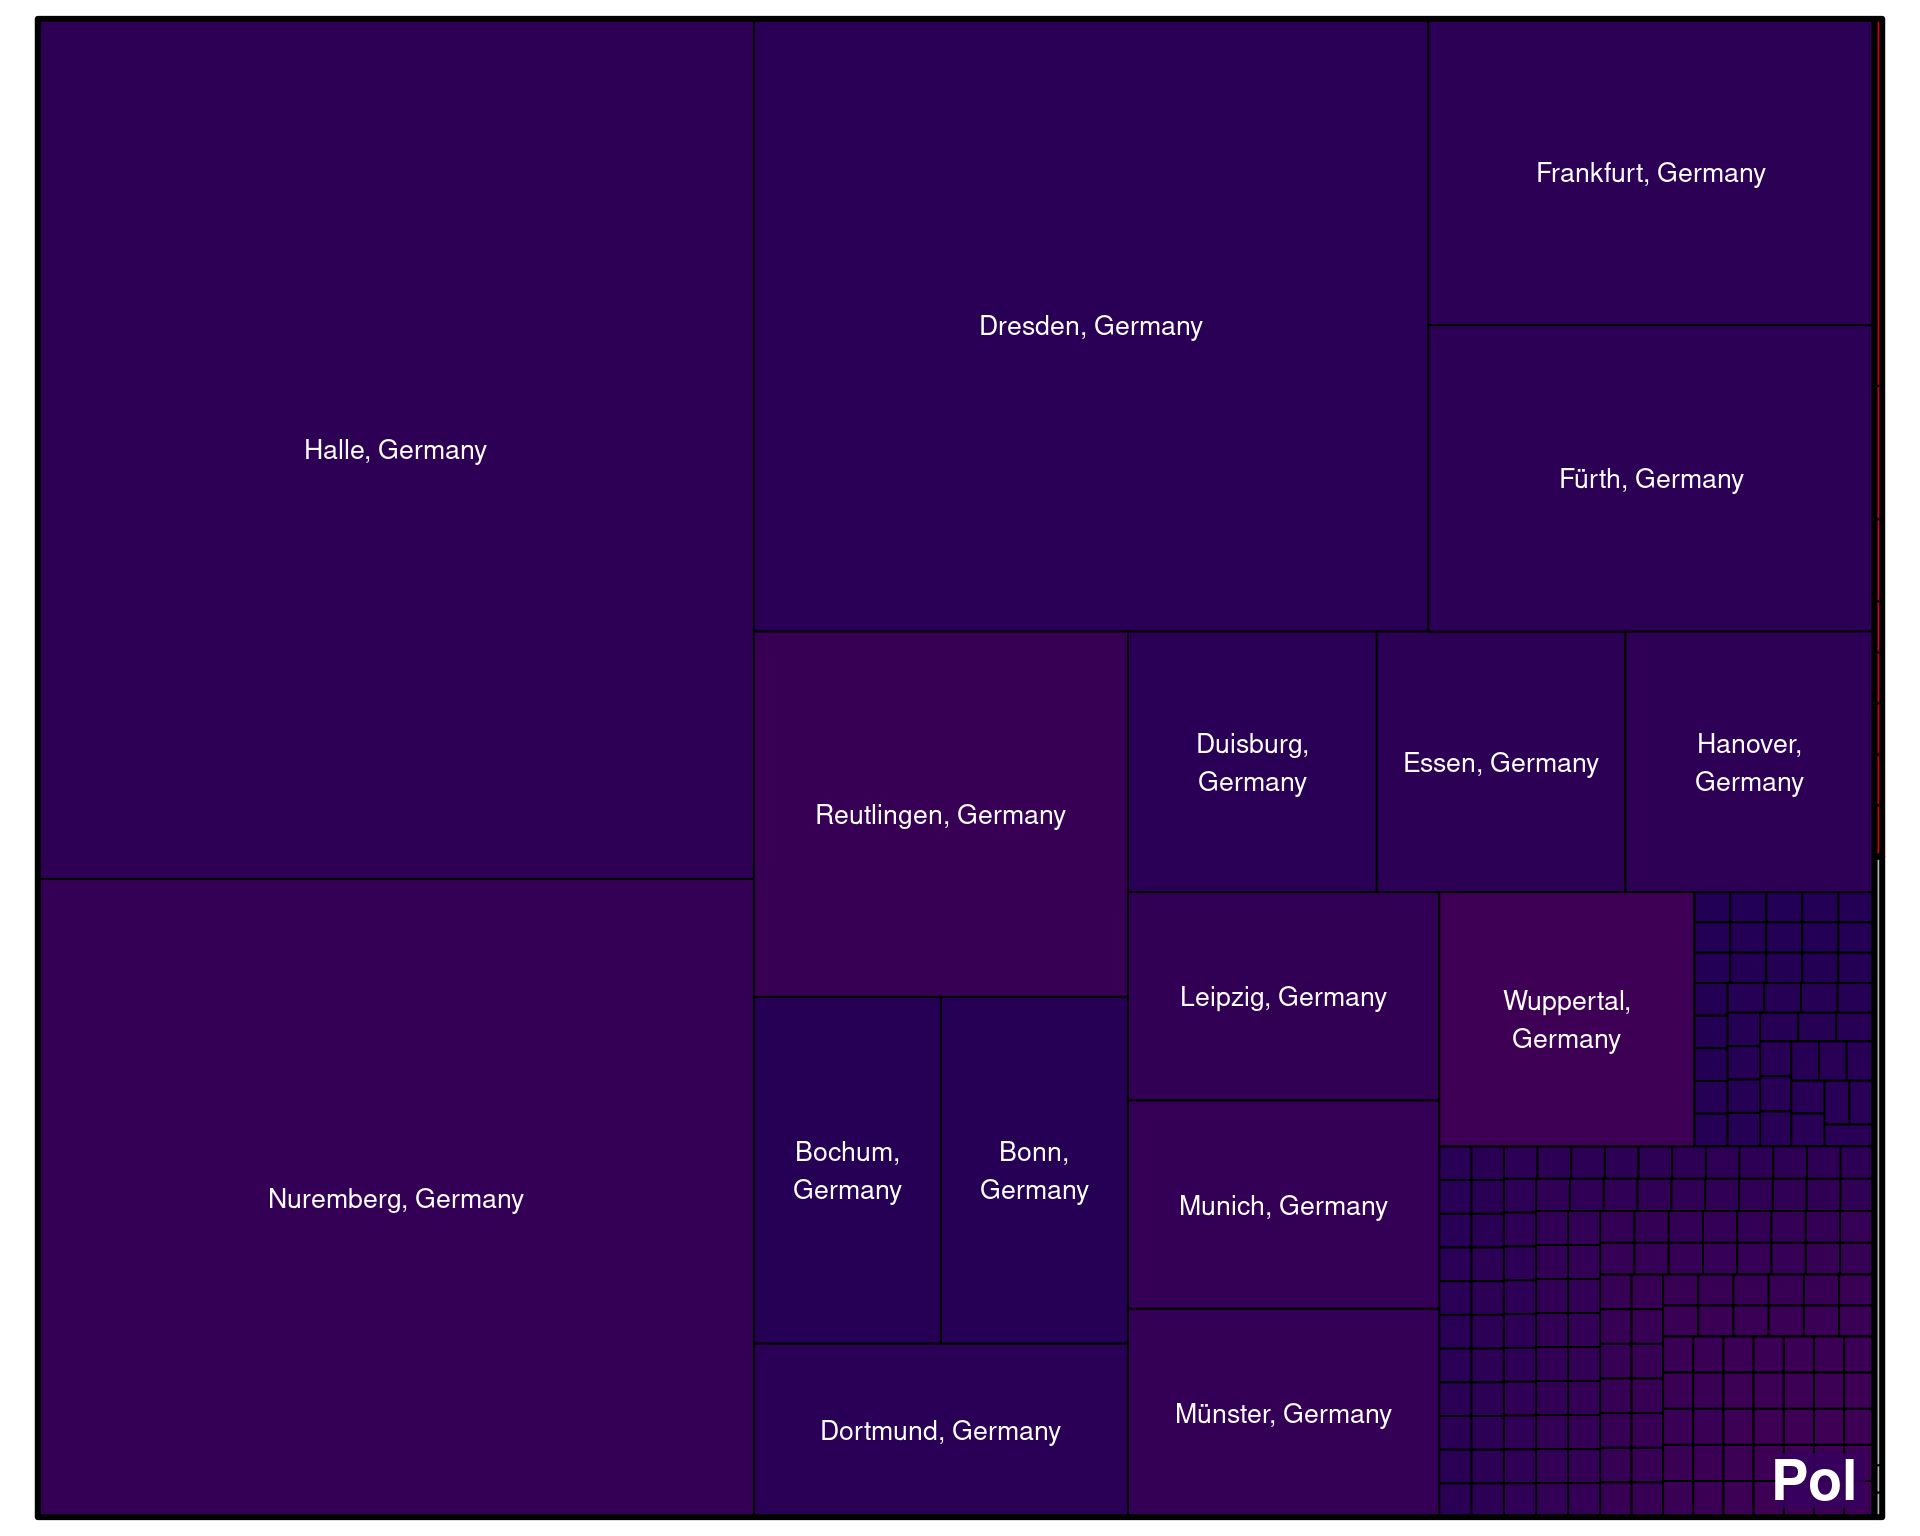 Halle, Germany
Dresden, Germany
Frankfurt, Germany
Fürth, Germany
Nuremberg, Germany
Reutlingen, Germany
Duisburg,
Germany
Essen, Germany
Hanover,
Germany
Bochum,
Germany
Bonn,
Germany
Dortmund, Germany
Leipzig, Germany
Munich, Germany
Münster, Germany
Wuppertal,
Germany
Pol